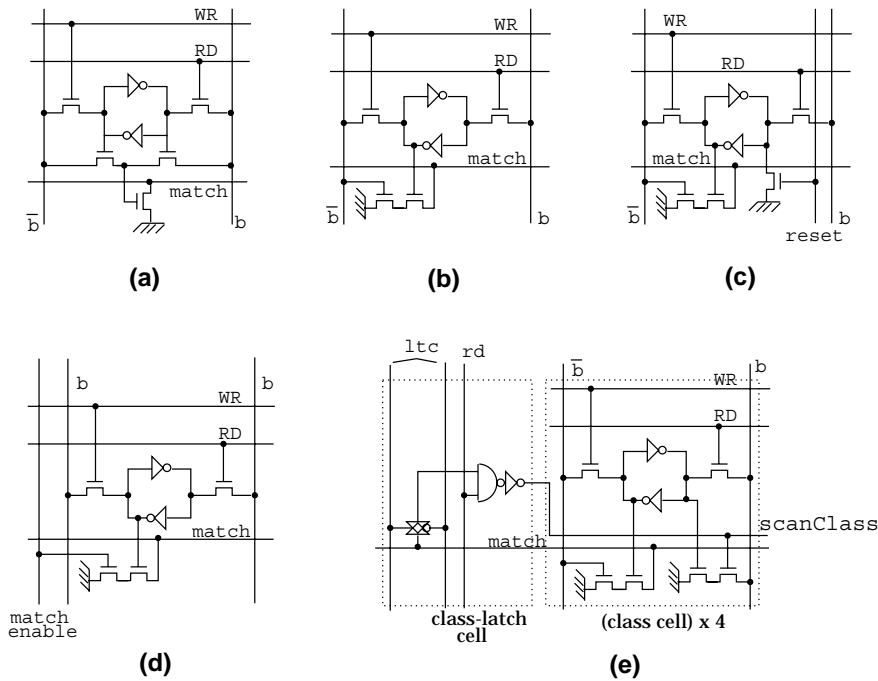 WR
RD
match
b̅
b
(a)
WR
RD
match
b̅
b
(b)
WR
RD
match
b̅
b
reset
(c)
b
b
WR
RD
match
match
enable
(d)
ltc
rd
b̅
b
WR
RD
scanClass
match
class-latch
cell
(class cell) x 4
(e)